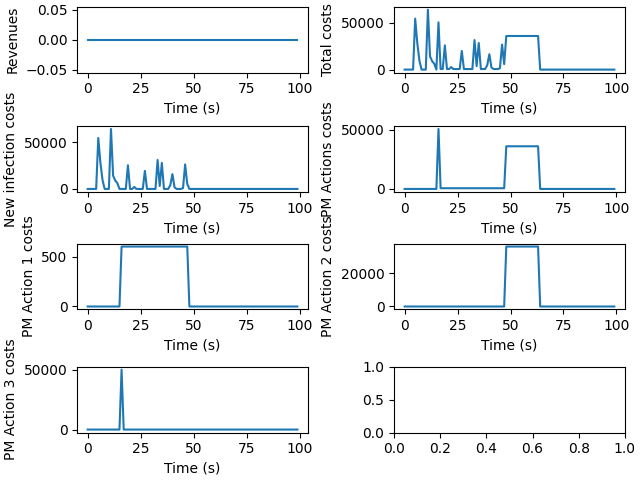 Revenues
0.05
0.00
−0.05
0 25 50 75 100
Time (s)
Total costs
50000
0
0 25 50 75 100
Time (s)
New infection costs
50000
0
0 25 50 75 100
Time (s)
PM Actions costs
50000
0
0 25 50 75 100
Time (s)
PM Action 1 costs
500
0
0 25 50 75 100
Time (s)
PM Action 2 costs
20000
0
0 25 50 75 100
Time (s)
PM Action 3 costs
50000
0
0 25 50 75 100
Time (s)
1.0
0.5
0.0
0.0 0.2 0.4 0.6 0.8 1.0